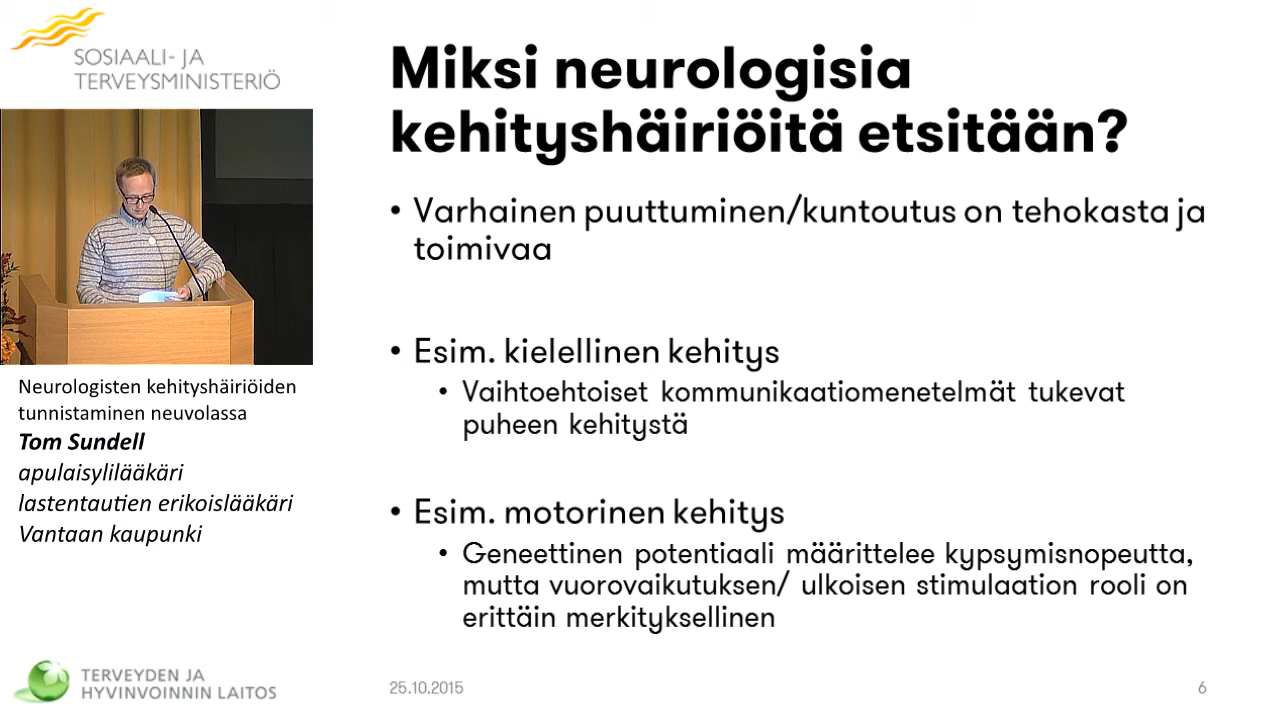 SOSIAALI- JA
TERVEYSMINISTERIÖ
Miksi neurologisia
kehityshäiriöitä etsitään?
• Varhainen puuttuminen/kuntoutus on tehokasta ja
toimivaa
• Esim. kielellinen kehitys
• Vaihtoehtoiset kommunikaatiomenetelmät tukevat
puheen kehitystä
• Esim. motorinen kehitys
• Geneettinen potentiaali määrittelee kypsymisnopeutta,
mutta vuorovaikutuksen/ ulkoisen stimulaation rooli on
erittäin merkityksellinen
Neurologisten kehityshäiriöiden
tunnistaminen neuvolassa
Tom Sundell
apulaisylilääkäri
lastentautien erikoislääkäri
Vantaan kaupunki
TERVEYDEN JA
HYVINVOINNIN LAITOS
25.10.2015
6